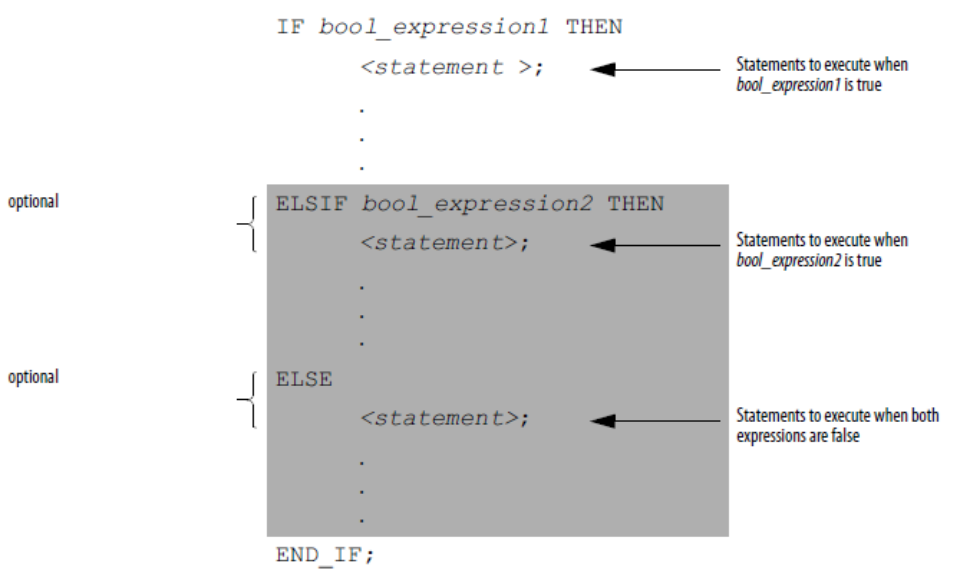 IF bool_expression1 THEN
<statement >;
Statements to execute when
bool_expression1 is true
.
.
.
optional
ELSIF bool_expression2 THEN
<statement>;
Statements to execute when
bool_expression2 is true
.
.
.
optional
ELSE
<statement>;
Statements to execute when both
expressions are false
.
.
.
END_IF;